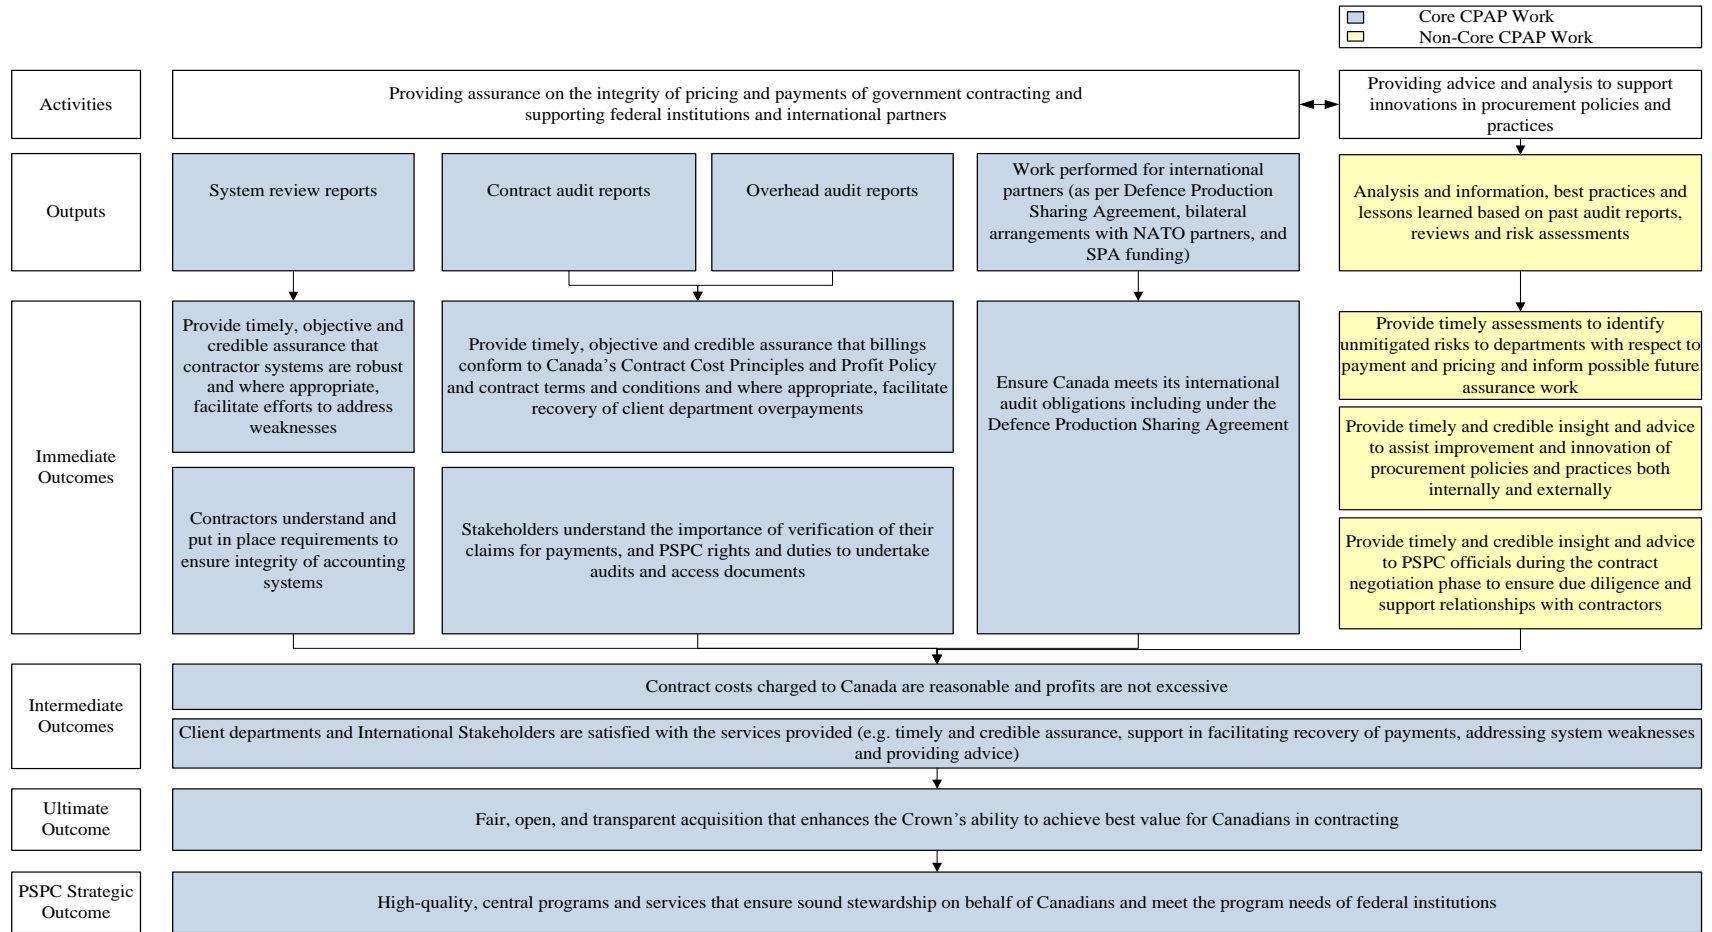 Core CPAP Work
Non-Core CPAP Work
Activities
Providing assurance on the integrity of pricing and payments of government contracting and
supporting federal institutions and international partners
Providing advice and analysis to support
innovations in procurement policies and
practices
Outputs
System review reports
Contract audit reports
Overhead audit reports
Work performed for international
partners (as per Defence Production
Sharing Agreement, bilateral
arrangements with NATO partners, and
SPA funding)
Analysis and information, best practices and
lessons learned based on past audit reports,
reviews and risk assessments
Immediate
Outcomes
Provide timely, objective and
credible assurance that
contractor systems are robust
and where appropriate,
facilitate efforts to address
weaknesses
Provide timely, objective and credible assurance that billings
conform to Canada's Contract Cost Principles and Profit Policy
and contract terms and conditions and where appropriate, facilitate
recovery of client department overpayments
Ensure Canada meets its international
audit obligations including under the
Defence Production Sharing Agreement
Provide timely assessments to identify
unmitigated risks to departments with respect to
payment and pricing and inform possible future
assurance work
Provide timely and credible insight and advice
to assist improvement and innovation of
procurement policies and practices both
internally and externally
Contractors understand and
put in place requirements to
ensure integrity of accounting
systems
Stakeholders understand the importance of verification of their
claims for payments, and PSPC rights and duties to undertake
audits and access documents
Provide timely and credible insight and advice
to PSPC officials during the contract
negotiation phase to ensure due diligence and
support relationships with contractors
Intermediate
Outcomes
Contract costs charged to Canada are reasonable and profits are not excessive
Client departments and International Stakeholders are satisfied with the services provided (e.g. timely and credible assurance, support in facilitating recovery of payments, addressing system weaknesses
and providing advice)
Ultimate
Outcome
Fair, open, and transparent acquisition that enhances the Crown's ability to achieve best value for Canadians in contracting
PSPC Strategic
Outcome
High-quality, central programs and services that ensure sound stewardship on behalf of Canadians and meet the program needs of federal institutions